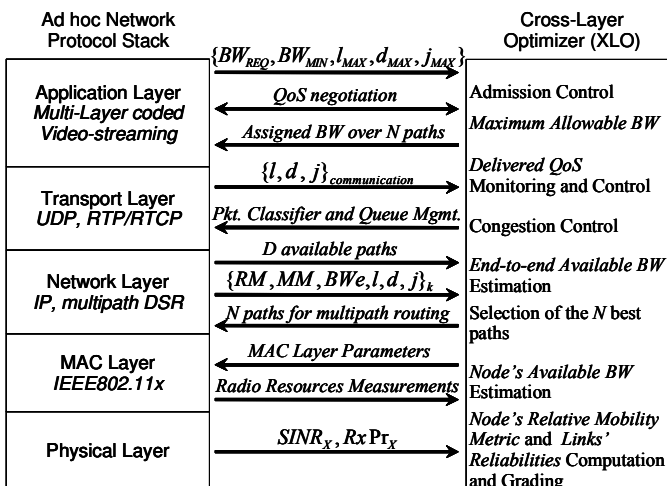 Ad hoc Network
Protocol Stack
Cross-Layer
Optimizer (XLO)
Application Layer
Multi-Layer coded
Video-streaming
{BW_REQ, BW_MIN, l_MAX, d_MAX, j_MAX}
QoS negotiation
Assigned BW over N paths
Admission Control
Maximum Allowable BW
Transport Layer
UDP, RTP/RTCP
{l, d, j}_communication
Pkt. Classifier and Queue Mgmt.
Delivered QoS
Monitoring and Control
Congestion Control
Network Layer
IP, multipath DSR
D available paths
{RM, MM, BWe, l, d, j}_k
N paths for multipath routing
End-to-end Available BW
Estimation
Selection of the N best
paths
MAC Layer
IEEE802.11x
MAC Layer Parameters
Radio Resources Measurements
Node's Available BW
Estimation
Physical Layer
SINR_X, RxPr_X
Node's Relative Mobility
Metric and Links'
Reliabilities Computation
and Grading